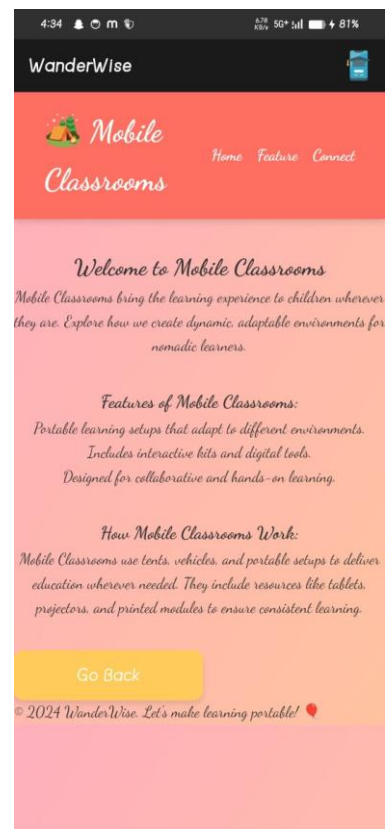 4:34 6.78 KB/s 5G+ 81%
WanderWise
Mobile
Classrooms
Home Feature Connect
Welcome to Mobile Classrooms
Mobile Classrooms bring the learning experience to children wherever
they are. Explore how we create dynamic, adaptable environments for
nomadic learners.
Features of Mobile Classrooms:
Portable learning setups that adapt to different environments.
Includes interactive kits and digital tools.
Designed for collaborative and hands-on learning.
How Mobile Classrooms Work:
Mobile Classrooms use tents, vehicles, and portable setups to deliver
education wherever needed. They include resources like tablets,
projectors, and printed modules to ensure consistent learning.
Go Back
© 2024 WanderWise. Let's make learning portable! 🎈